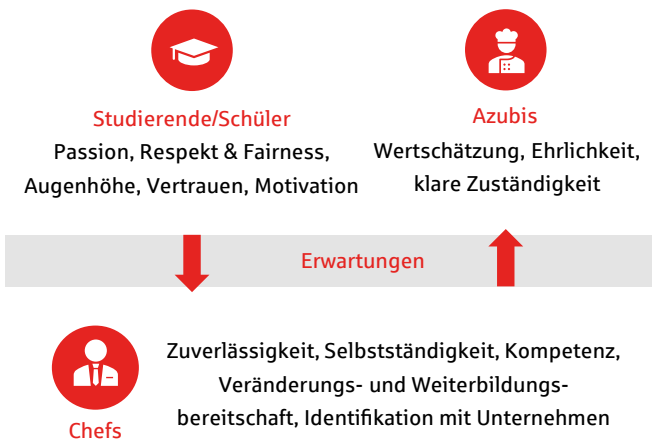 Studierende/Schüler
Passion, Respekt & Fairness,
Augenhöhe, Vertrauen, Motivation
Azubis
Wertschätzung, Ehrlichkeit,
klare Zuständigkeit
Erwartungen
Zuverlässigkeit, Selbstständigkeit, Kompetenz,
Veränderungs- und Weiterbildungs-
bereitschaft, Identifikation mit Unternehmen
Chefs